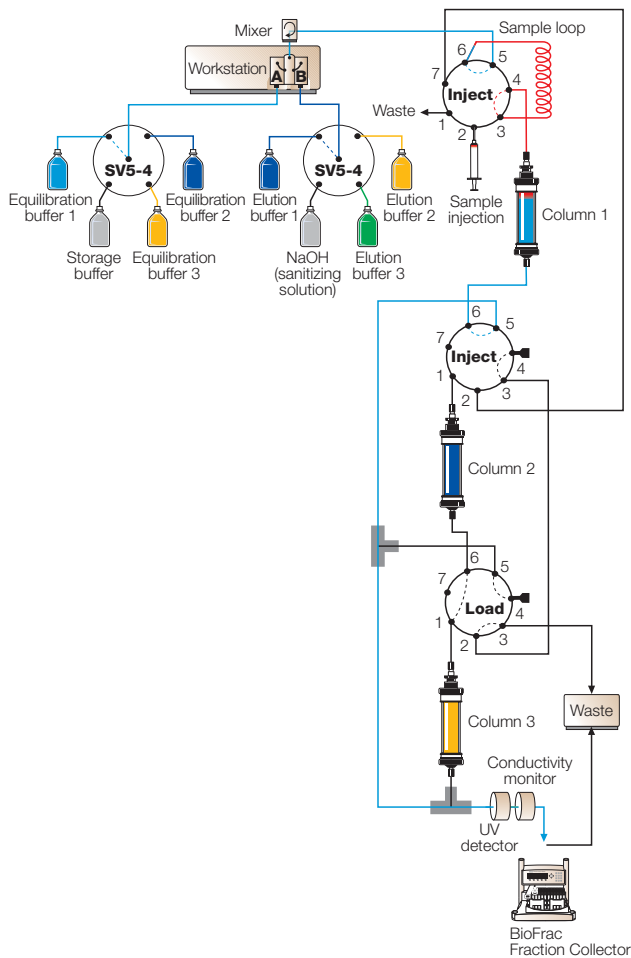 Mixer
Workstation
A
B
Sample loop
6
5
7
4
Inject
Waste
1
2
3
Sample
injection
Column 1
SV5-4
Equilibration
buffer 1
Equilibration
buffer 2
Storage
buffer
Equilibration
buffer 3
SV5-4
Elution
buffer 1
Elution
buffer 2
NaOH
(sanitizing
solution)
Elution
buffer 3
6
5
7
Inject
4
1
2
3
Column 2
6
5
7
Load
4
1
3
2
Column 3
Waste
Conductivity
monitor
UV
detector
BioFrac
Fraction Collector